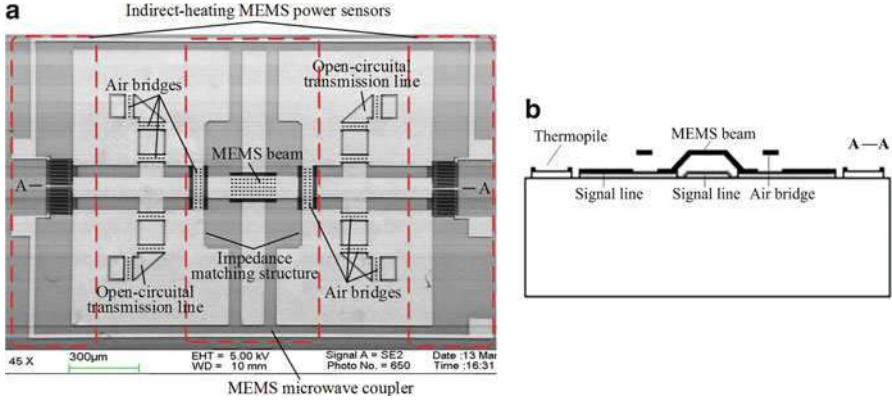 a
Indirect-heating MEMS power sensors
Air bridges
Open-circuital
transmission line
MEMS beam
A
A
Impedance
matching structure
Open-circuital
transmission line
Air bridges
45 X
300μm
EHT = 5.00 kV
WD = 10 mm
Signal A = SE2
Photo No. = 650
Date :13 Mar
Time :16:31
MEMS microwave coupler
b
Thermopile
MEMS beam
A—A
Signal line
Signal line
Air bridge